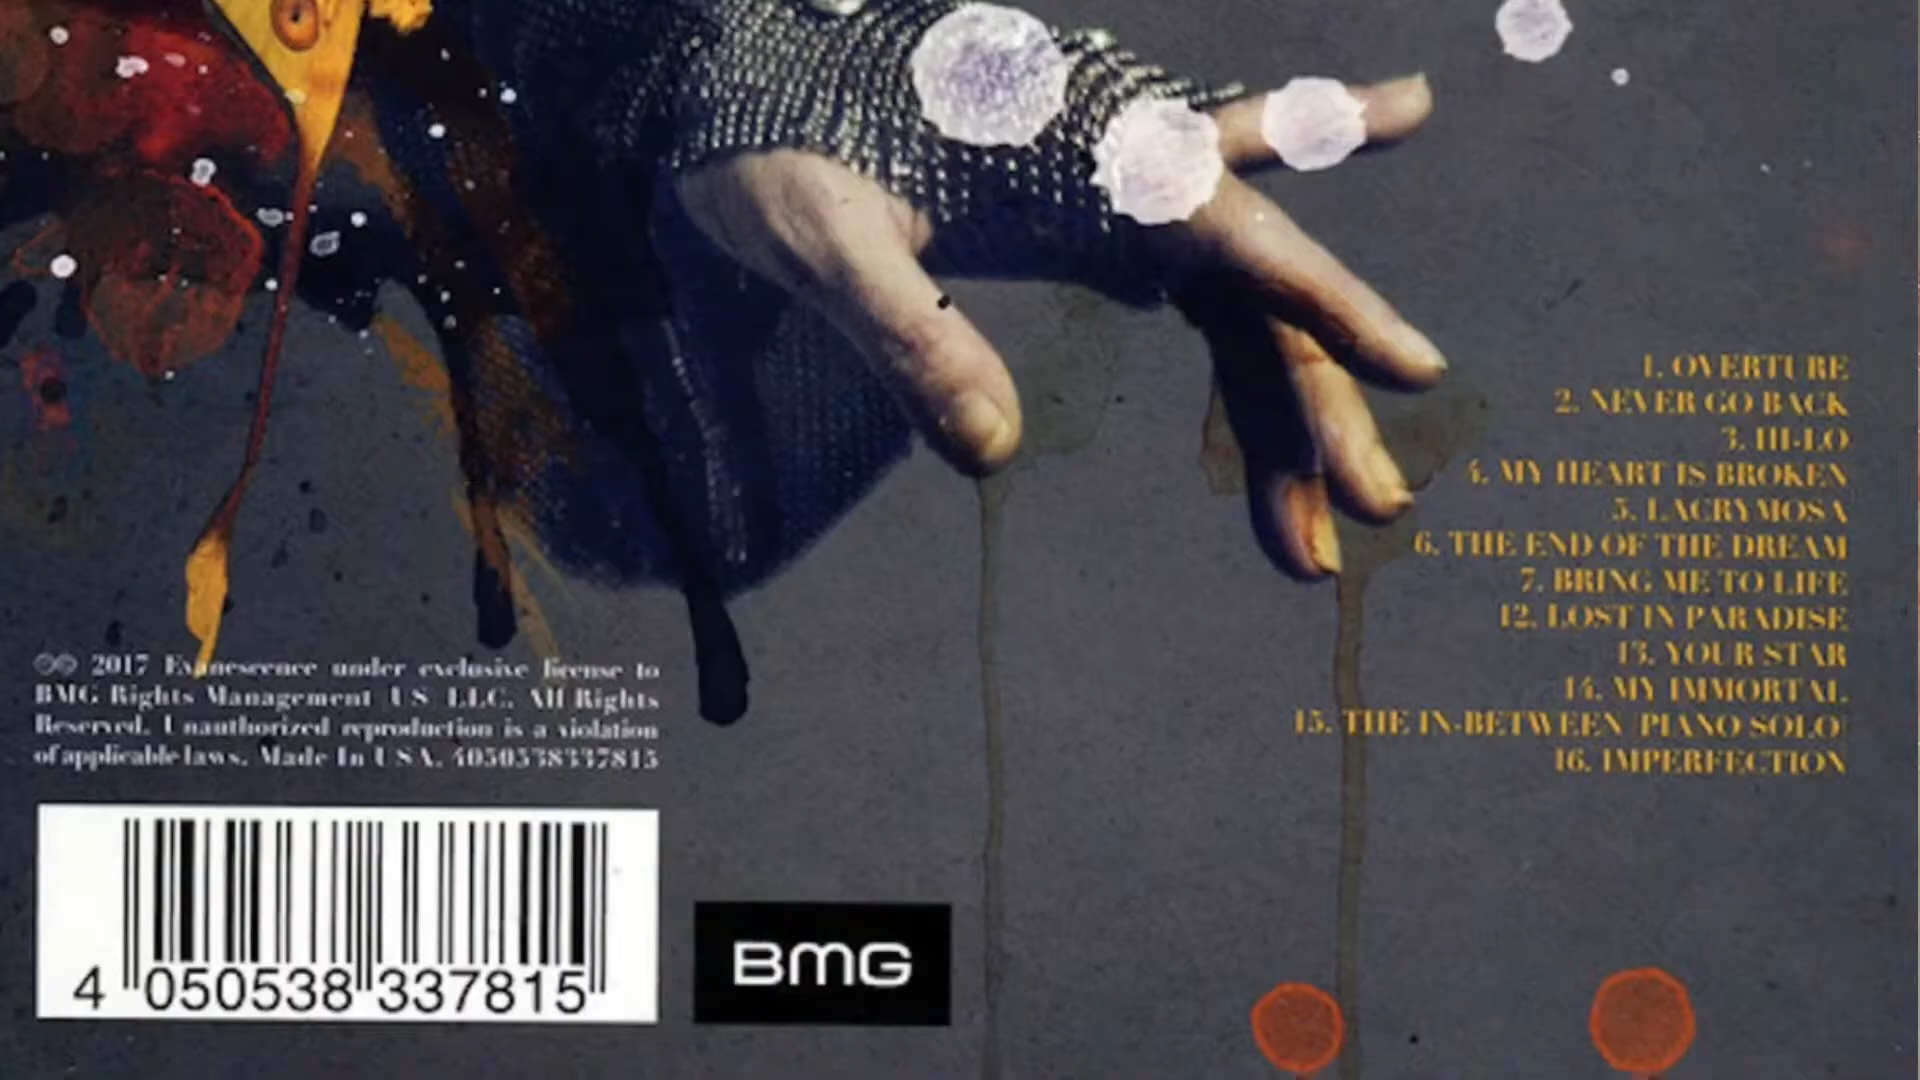 1. OVERTURE
2. NEVER GO BACK
3. HI-LO
4. MY HEART IS BROKEN
5. LACRYMOSA
6. THE END OF THE DREAM
7. BRING ME TO LIFE
12. LOST IN PARADISE
13. YOUR STAR
14. MY IMMORTAL
15. THE IN-BETWEEN (PIANO SOLO)
16. IMPERFECTION
℗© 2017 Evanescence under exclusive license to
BMG Rights Management US LLC. All Rights
Reserved. Unauthorized reproduction is a violation
of applicable laws. Made In USA. 4050538337815
4 050538 337815
BMG